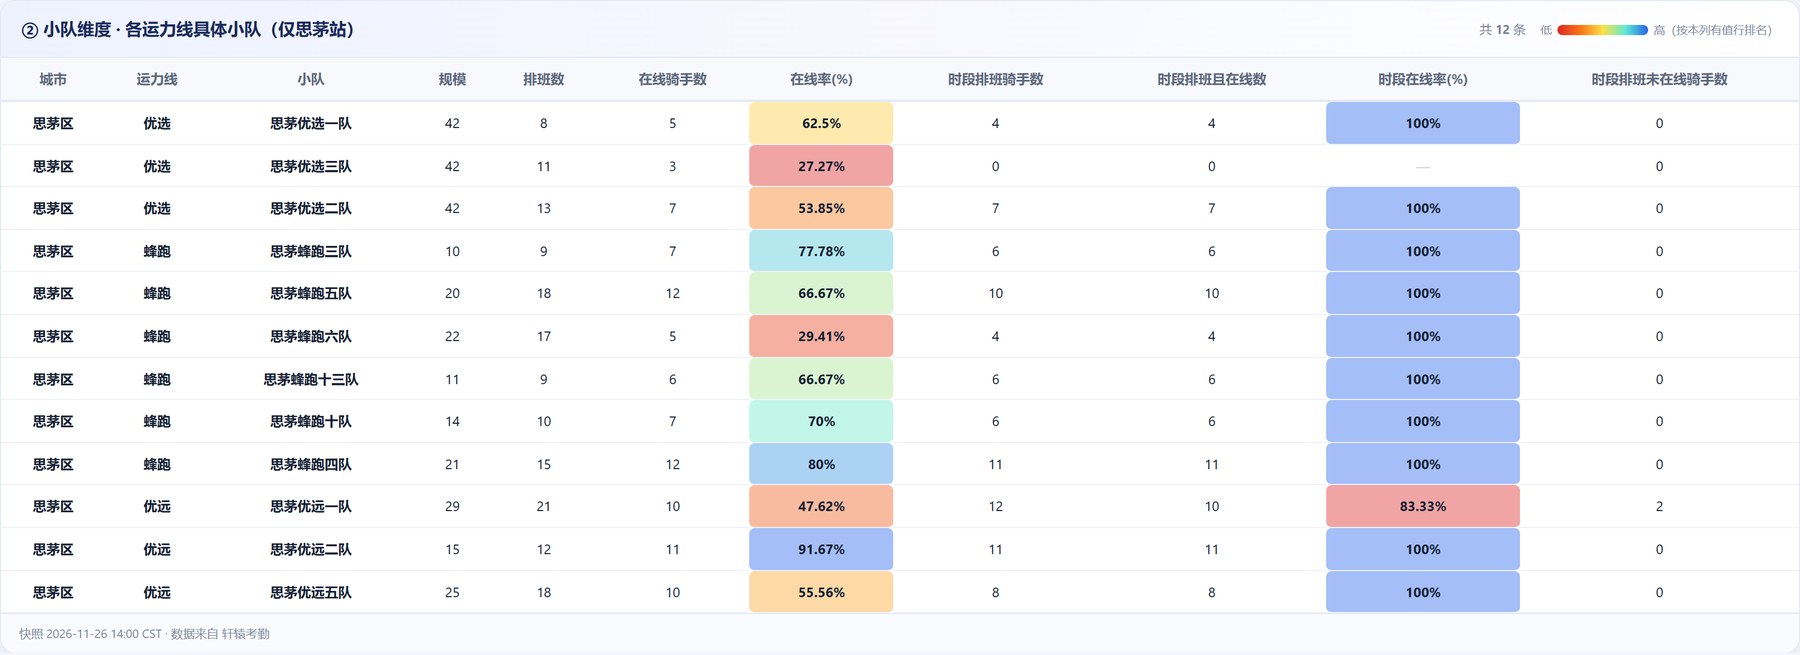 ② 小队维度 · 各运力线具体小队（仅思茅站）
共 12 条 低 高 (按本列有值行排名)
城市 运力线 小队 规模 排班数 在线骑手数 在线率(%) 时段排班骑手数 时段排班且在线数 时段在线率(%) 时段排班未在线骑手数
思茅区 优选 思茅优选一队 42 8 5 62.5% 4 4 100% 0
思茅区 优选 思茅优选三队 42 11 3 27.27% 0 0 — 0
思茅区 优选 思茅优选二队 42 13 7 53.85% 7 7 100% 0
思茅区 蜂跑 思茅蜂跑三队 10 9 7 77.78% 6 6 100% 0
思茅区 蜂跑 思茅蜂跑五队 20 18 12 66.67% 10 10 100% 0
思茅区 蜂跑 思茅蜂跑六队 22 17 5 29.41% 4 4 100% 0
思茅区 蜂跑 思茅蜂跑十三队 11 9 6 66.67% 6 6 100% 0
思茅区 蜂跑 思茅蜂跑十队 14 10 7 70% 6 6 100% 0
思茅区 蜂跑 思茅蜂跑四队 21 15 12 80% 11 11 100% 0
思茅区 优远 思茅优远一队 29 21 10 47.62% 12 10 83.33% 2
思茅区 优远 思茅优远二队 15 12 11 91.67% 11 11 100% 0
思茅区 优远 思茅优远五队 25 18 10 55.56% 8 8 100% 0
快照 2026-11-26 14:00 CST · 数据来自 轩辕考勤